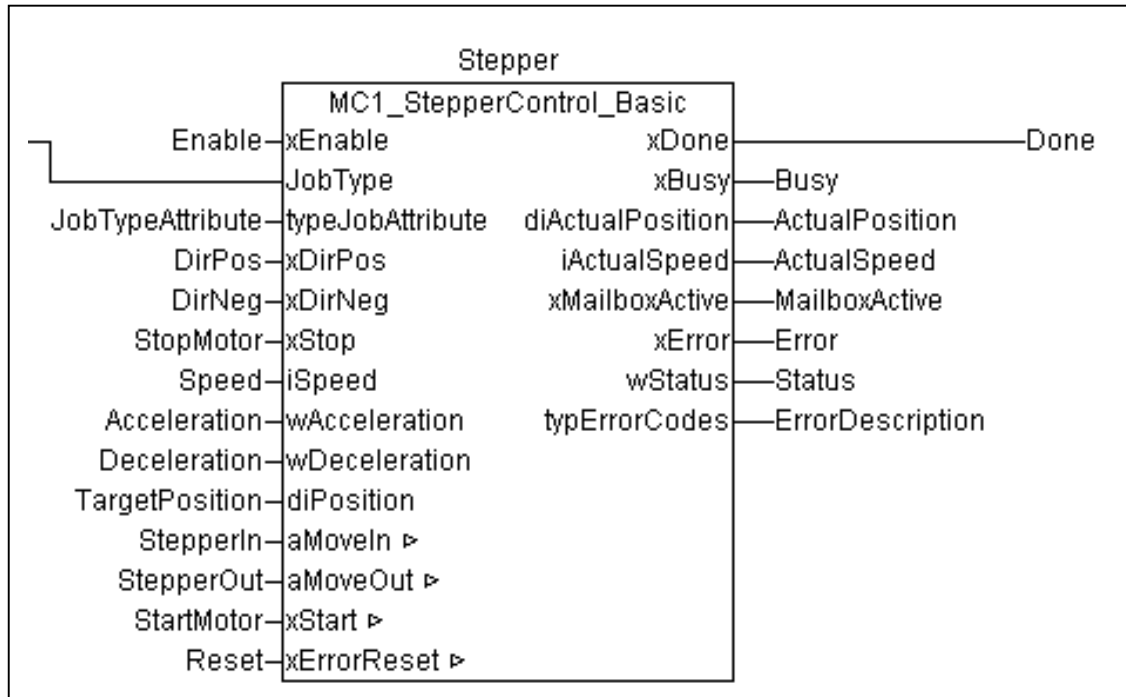 Stepper
MC1_StepperControl_Basic
Enable xEnable xDone Done
JobType xBusy Busy
JobTypeAttribute typeJobAttribute diActualPosition ActualPosition
DirPos xDirPos iActualSpeed ActualSpeed
DirNeg xDirNeg xMailboxActive MailboxActive
StopMotor xStop xError Error
Speed iSpeed wStatus Status
Acceleration wAcceleration typErrorCodes ErrorDescription
Deceleration wDeceleration
TargetPosition diPosition
StepperIn aMoveIn
StepperOut aMoveOut
StartMotor xStart
Reset xErrorReset